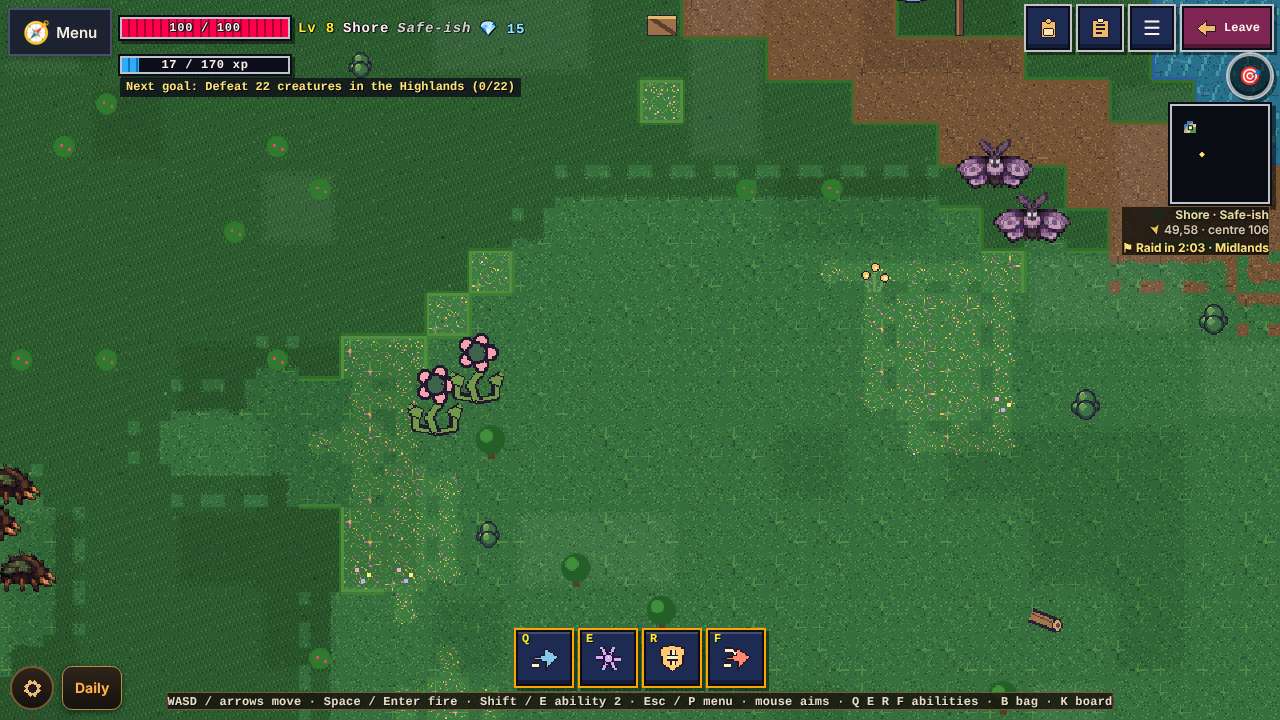 Menu
100 / 100
Lv 8 Shore Safe-ish 💎 15
17 / 170 xp
Next goal: Defeat 22 creatures in the Highlands (0/22)
Leave
Shore · Safe-ish
49,58 · centre 106
Raid in 2:03 · Midlands
Q
E
R
F
Daily
WASD / arrows move · Space / Enter fire · Shift / E ability 2 · Esc / P menu · mouse aims · Q E R F abilities · B bag · K board